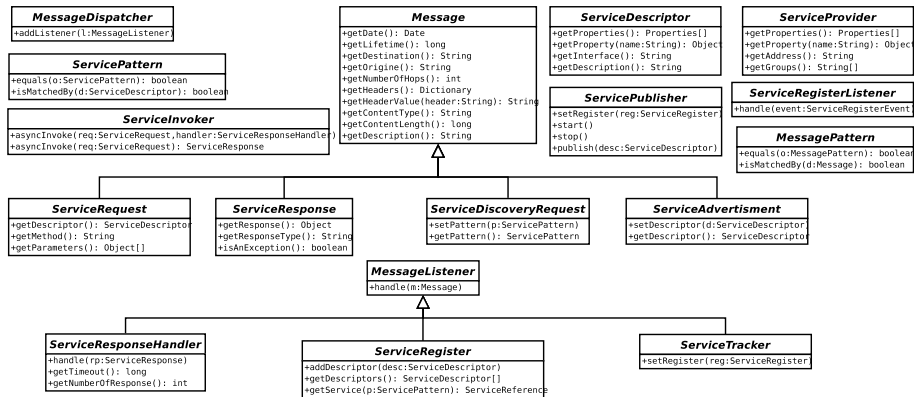 MessageDispatcher
+addListener(l:MessageListener)
ServicePattern
+equals(o:ServicePattern): boolean
+isMatchedBy(d:ServiceDescriptor): boolean
ServiceInvoker
+asyncInvoke(req:ServiceRequest,handler:ServiceResponseHandler)
+asyncInvoke(req:ServiceRequest): ServiceResponse
Message
+getDate(): Date
+getLifetime(): long
+getDestination(): String
+getOrigine(): String
+getNumberOfHops(): int
+getHeaders(): Dictionary
+getHeaderValue(header:String): String
+getContentType(): String
+getContentLength(): long
+getDescription(): String
ServiceDescriptor
+getProperties(): Properties[]
+getProperty(name:String): Object
+getInterface(): String
+getDescription(): String
ServicePublisher
+setRegister(reg:ServiceRegister)
+start()
+stop()
+publish(desc:ServiceDescriptor)
ServiceProvider
+getProperties(): Properties[]
+getProperty(name:String): Object
+getAddress(): String
+getGroups(): String[]
ServiceRegisterListener
+handle(event:ServiceRegisterEvent)
MessagePattern
+equals(o:MessagePattern): boolean
+isMatchedBy(d:Message): boolean
ServiceRequest
+getDescriptor(): ServiceDescriptor
+getMethod(): String
+getParameters(): Object[]
ServiceResponse
+getResponse(): Object
+getResponseType(): String
+isAnException(): boolean
ServiceDiscoveryRequest
+setPattern(p:ServicePattern)
+getPattern(): ServicePattern
ServiceAdvertisment
+setDescriptor(d:ServiceDescriptor)
+getDescriptor(): ServiceDescriptor
MessageListener
+handle(m:Message)
ServiceResponseHandler
+handle(rp:ServiceResponse)
+getTimeout(): long
+getNumberOfResponse(): int
ServiceRegister
+addDescriptor(desc:ServiceDescriptor)
+getDescriptors(): ServiceDescriptor[]
+getService(p:ServicePattern): ServiceReference
ServiceTracker
+setRegister(reg:ServiceRegister)